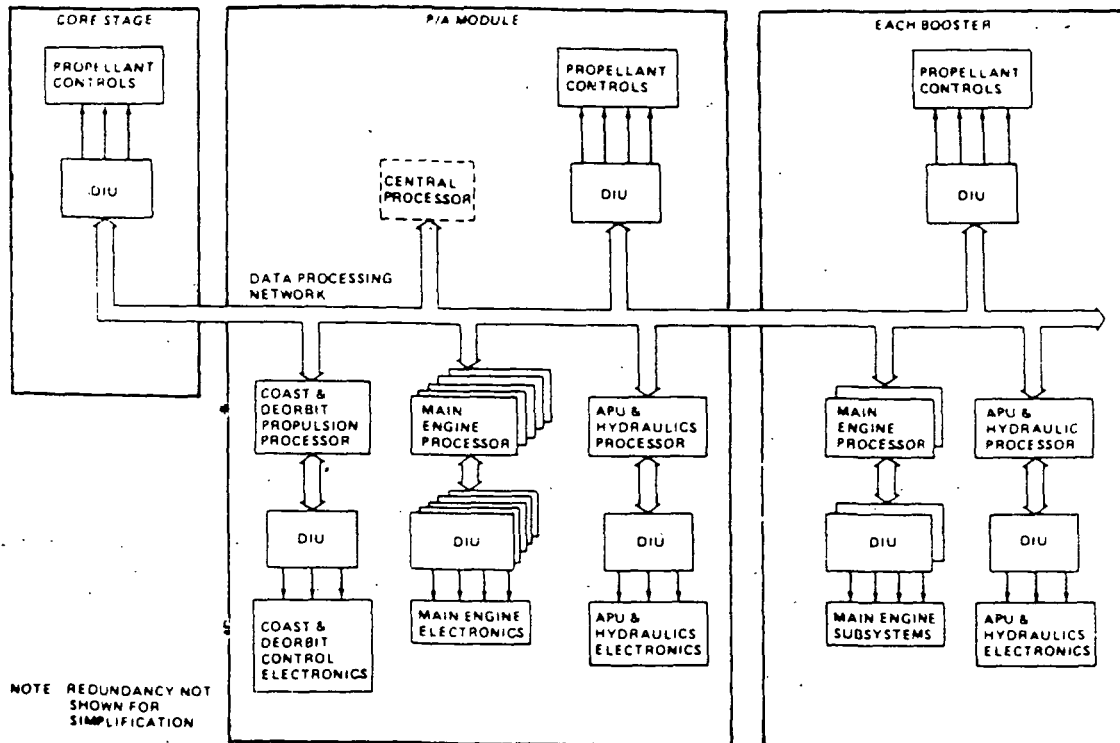 CORE STAGE
PROPELLANT
CONTROLS
DIU
P/A MODULE
CENTRAL
PROCESSOR
PROPELLANT
CONTROLS
DIU
DATA PROCESSING
NETWORK
COAST &
DEORBIT
PROPULSION
PROCESSOR
DIU
COAST &
DEORBIT
CONTROL
ELECTRONICS
MAIN
ENGINE
PROCESSOR
DIU
MAIN ENGINE
ELECTRONICS
APU &
HYDRAULICS
PROCESSOR
DIU
APU &
HYDRAULICS
ELECTRONICS
EACH BOOSTER
PROPELLANT
CONTROLS
DIU
MAIN
ENGINE
PROCESSOR
DIU
MAIN ENGINE
SUBSYSTEMS
APU &
HYDRAULIC
PROCESSOR
DIU
APU &
HYDRAULICS
ELECTRONICS
NOTE REDUNDANCY NOT
SHOWN FOR
SIMPLIFICATION